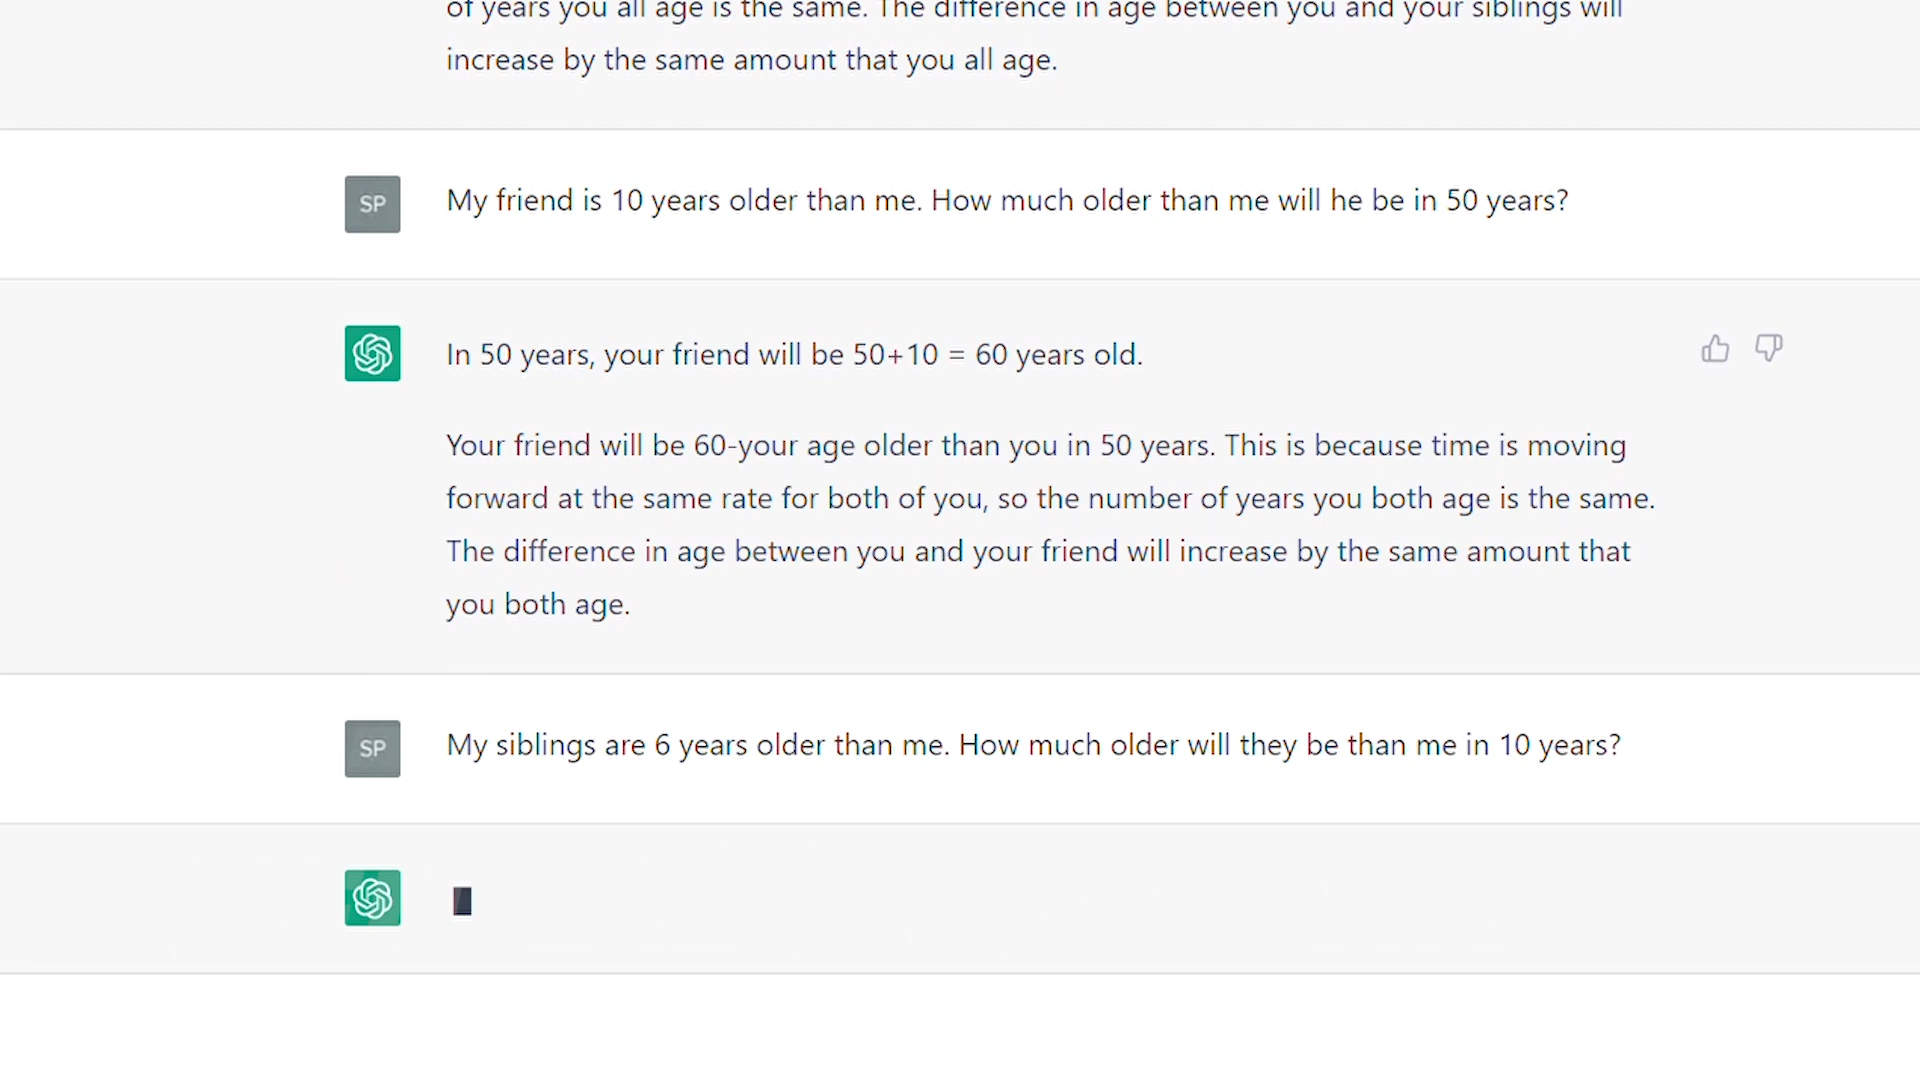 of years you all age is the same. The difference in age between you and your siblings will
increase by the same amount that you all age.
SP
My friend is 10 years older than me. How much older than me will he be in 50 years?
In 50 years, your friend will be 50+10 = 60 years old.
Your friend will be 60-your age older than you in 50 years. This is because time is moving
forward at the same rate for both of you, so the number of years you both age is the same.
The difference in age between you and your friend will increase by the same amount that
you both age.
SP
My siblings are 6 years older than me. How much older will they be than me in 10 years?